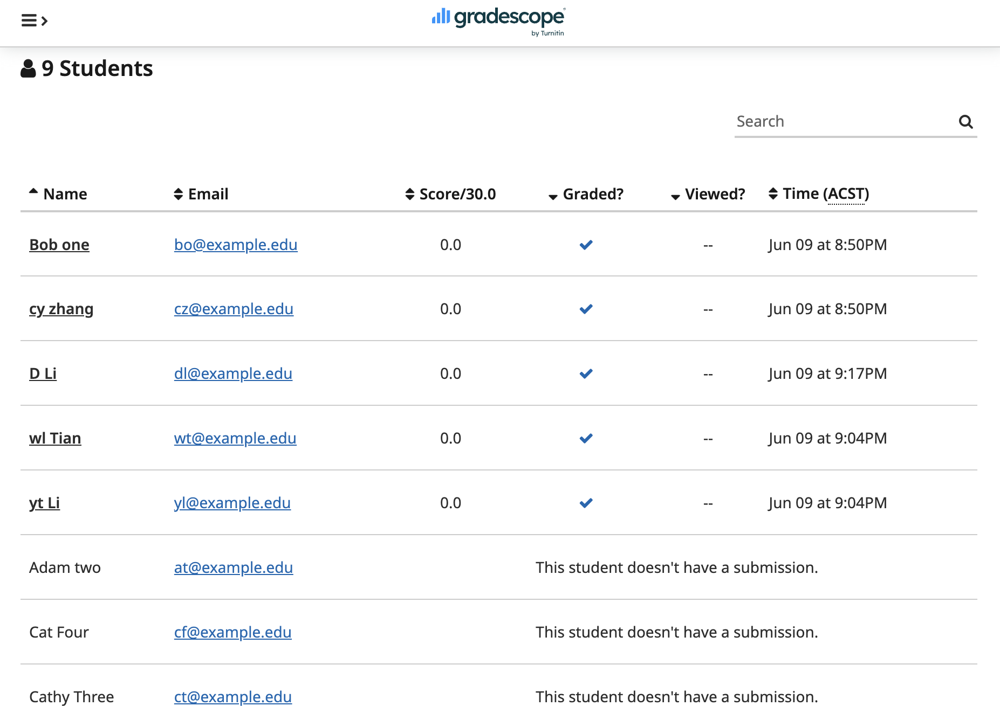 gradescope
by Turnitin
9 Students
Search
Name Email Score/30.0 Graded? Viewed? Time (ACST)
Bob one bo@example.edu 0.0 -- Jun 09 at 8:50PM
cy zhang cz@example.edu 0.0 -- Jun 09 at 8:50PM
D Li dl@example.edu 0.0 -- Jun 09 at 9:17PM
wl Tian wt@example.edu 0.0 -- Jun 09 at 9:04PM
yt Li yl@example.edu 0.0 -- Jun 09 at 9:04PM
Adam two at@example.edu This student doesn't have a submission.
Cat Four cf@example.edu This student doesn't have a submission.
Cathy Three ct@example.edu This student doesn't have a submission.